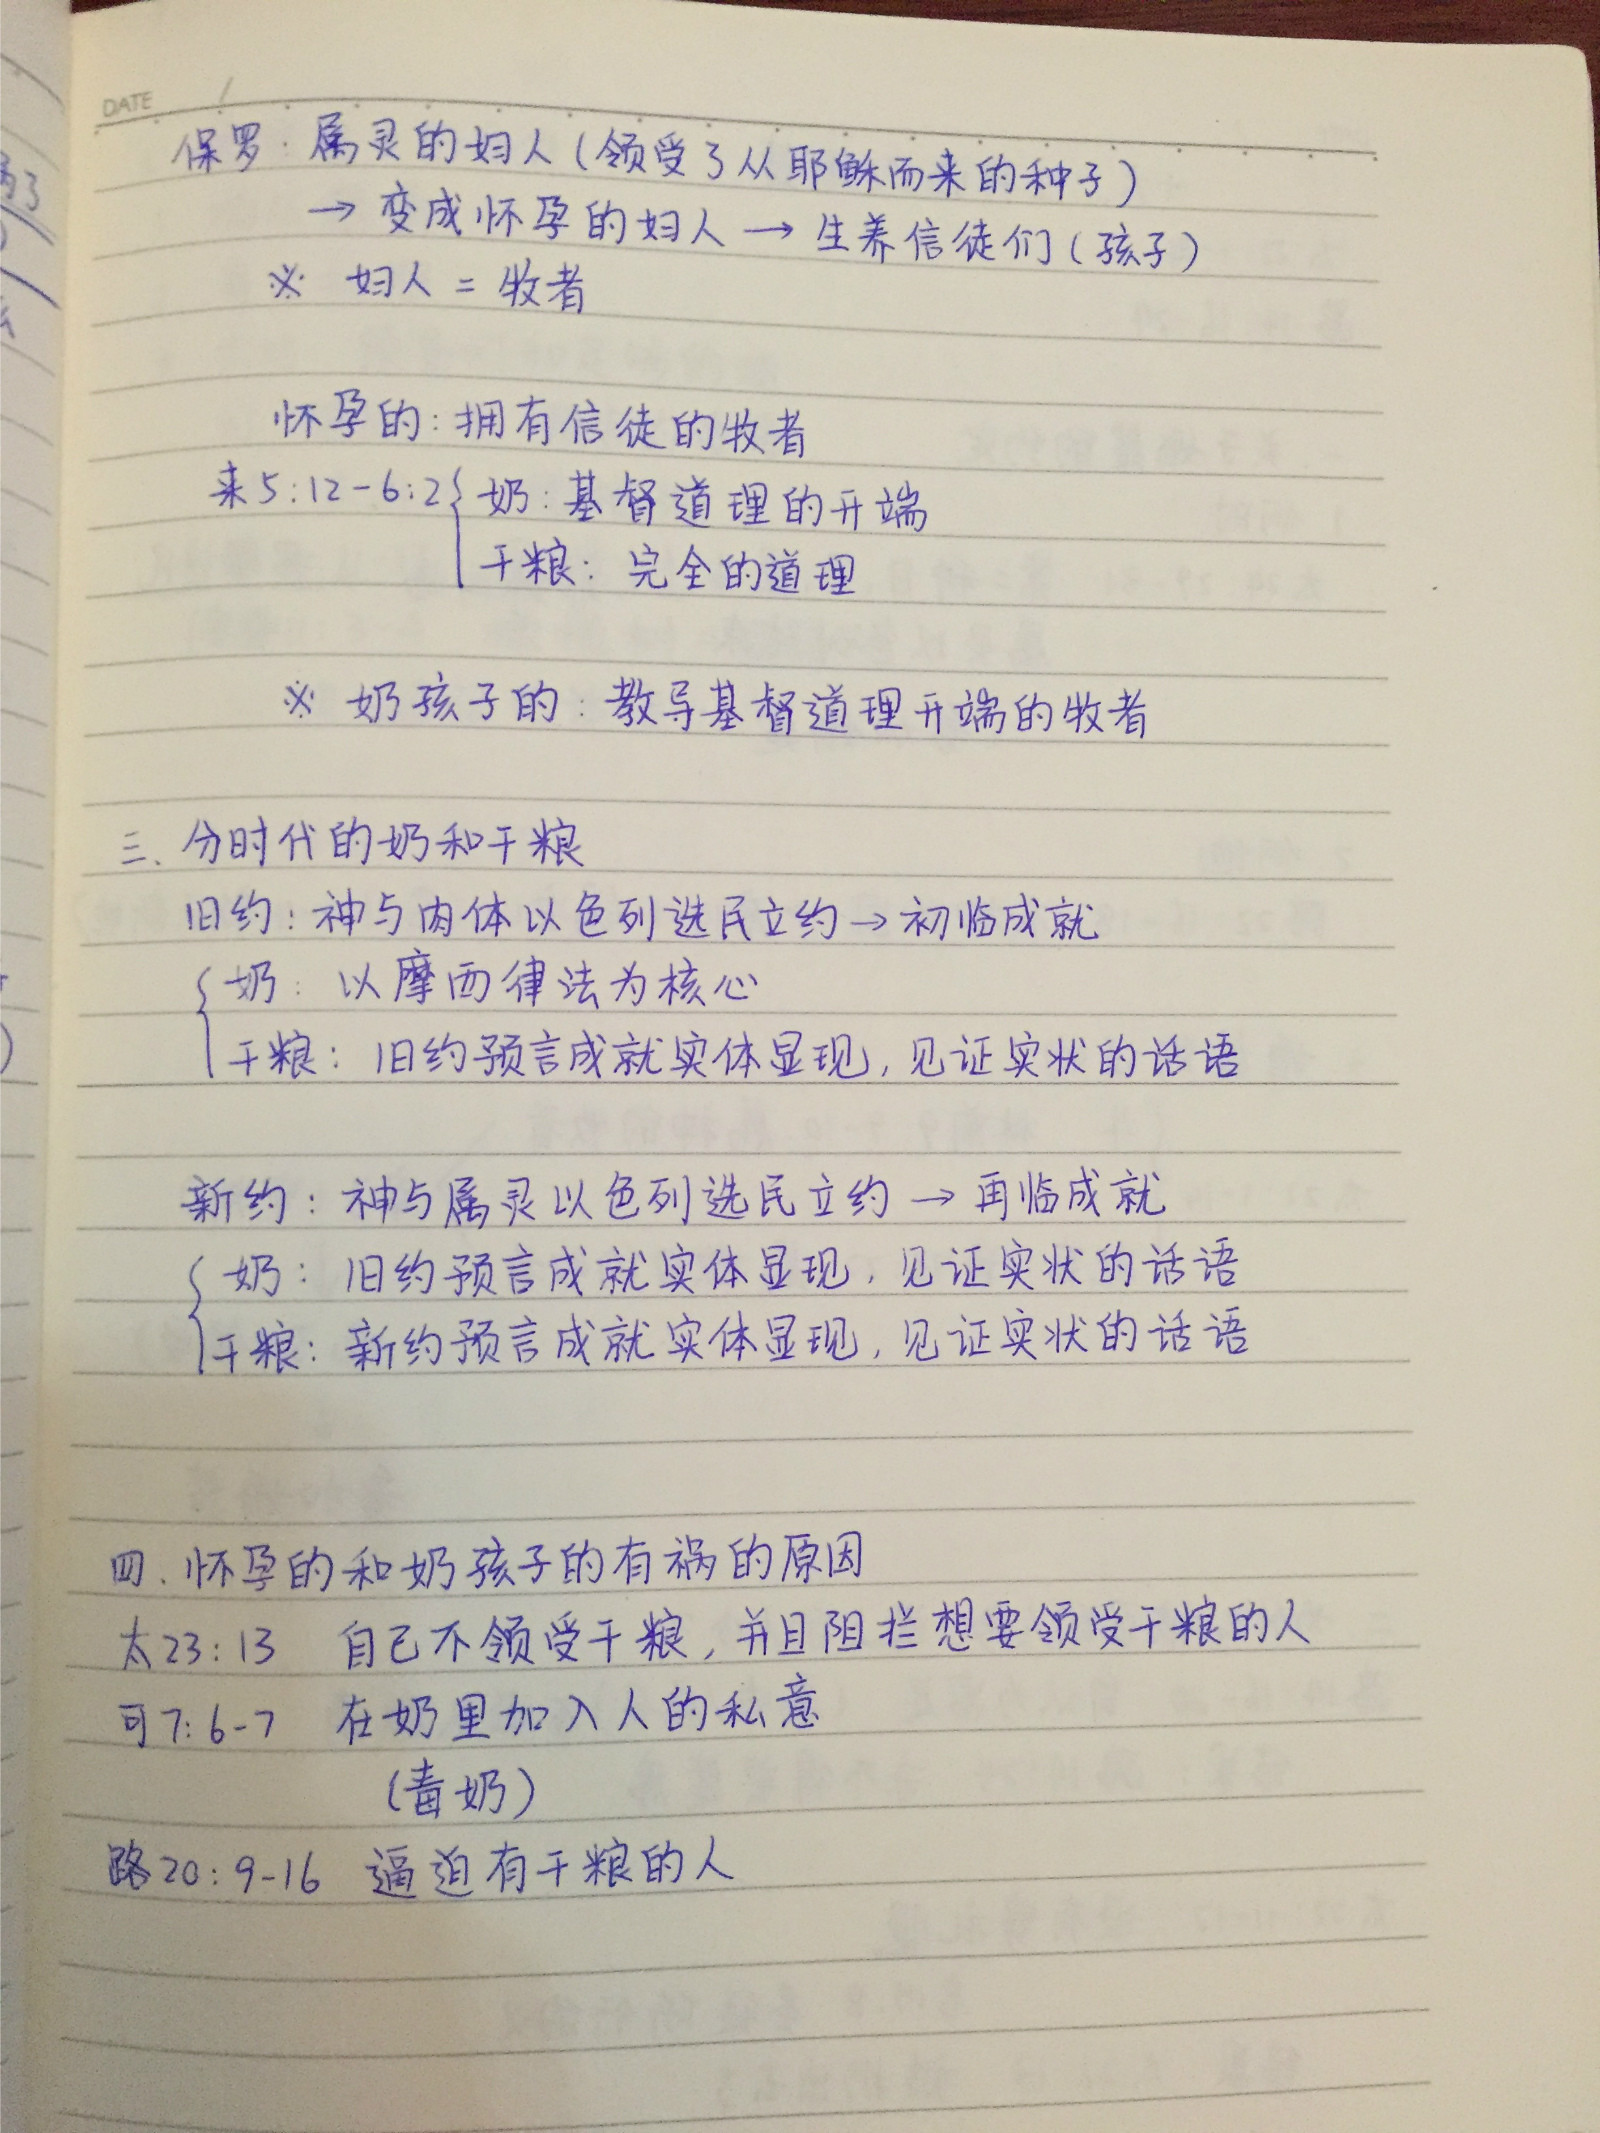 DATE
保罗：属灵的妇人（领受了从耶稣而来的种子）
→ 变成怀孕的妇人 → 生养信徒们（孩子）
※ 妇人 = 牧者
怀孕的：拥有信徒的牧者
来5:12-6:2 { 奶：基督道理的开端
干粮：完全的道理
※ 奶孩子的：教导基督道理开端的牧者
三、分时代的奶和干粮
旧约：神与肉体以色列选民立约→初临成就
{ 奶：以摩西律法为核心
干粮：旧约预言成就实体显现，见证实状的话语
新约：神与属灵以色列选民立约 → 再临成就
{ 奶：旧约预言成就实体显现，见证实状的话语
干粮：新约预言成就实体显现，见证实状的话语
四、怀孕的和奶孩子的有祸的原因
太23:13 自己不领受干粮，并且阻拦想要领受干粮的人
可7:6-7 在奶里加入人的私意
（毒奶）
路20:9-16 逼迫有干粮的人